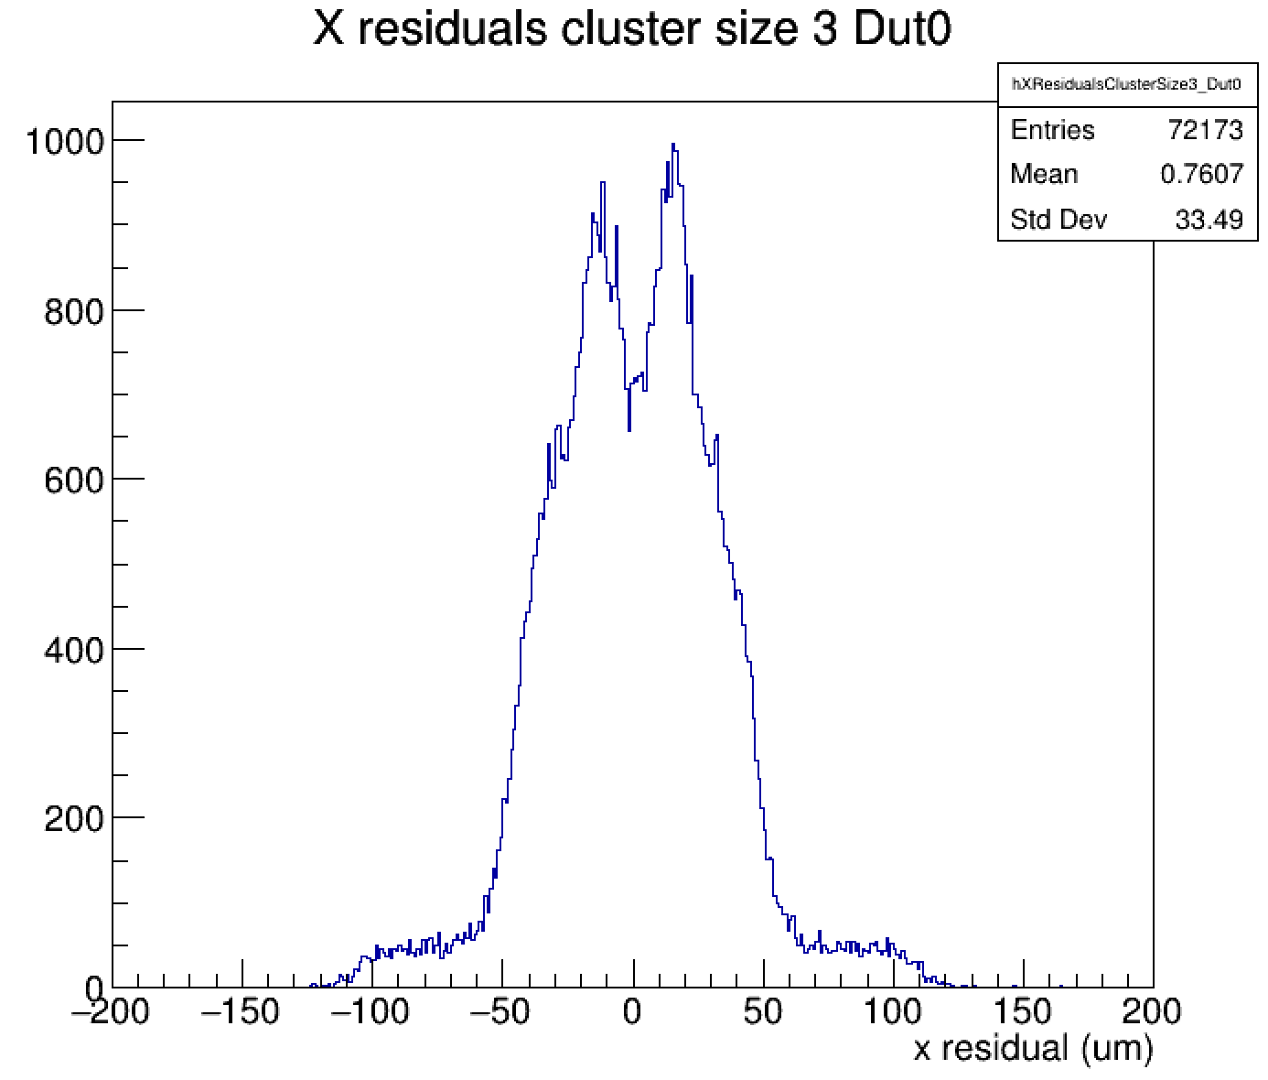 X residuals cluster size 3 Dut0
hXResidualsClusterSize3_Dut0
Entries 72173
Mean 0.7607
Std Dev 33.49
1000
800
600
400
200
0
−200 −150 −100 −50 0 50 100 150 200
x residual (um)